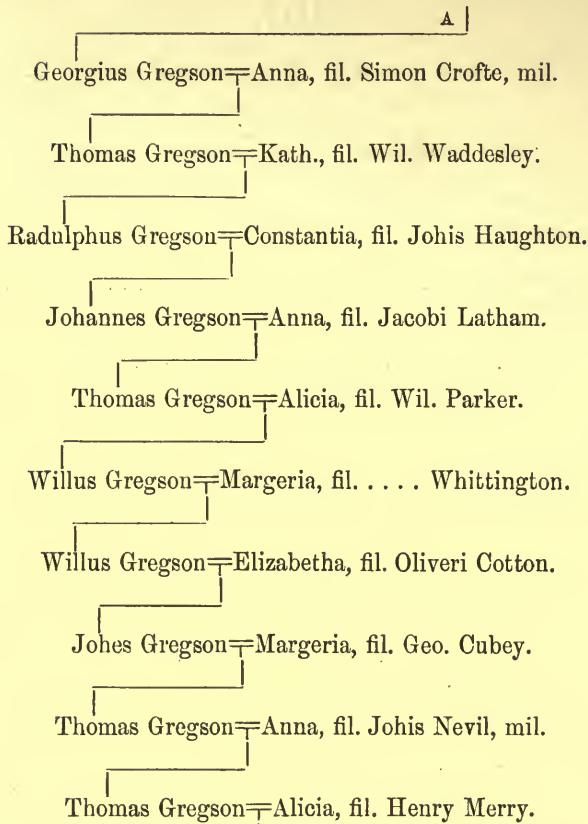 A
Georgius Gregson=Anna, fil. Simon Crofte, mil.
Thomas Gregson=Kath., fil. Wil. Waddesley.
Radulphus Gregson=Constantia, fil. Johis Haughton.
Johannes Gregson=Anna, fil. Jacobi Latham.
Thomas Gregson=Alicia, fil. Wil. Parker.
Willus Gregson=Margeria, fil. . . . . . Whittington.
Willus Gregson=Elizabetha, fil. Oliveri Cotton.
Johes Gregson=Margeria, fil. Geo. Cubey.
Thomas Gregson=Anna, fil. Johis Nevil, mil.
Thomas Gregson=Alicia, fil. Henry Merry.